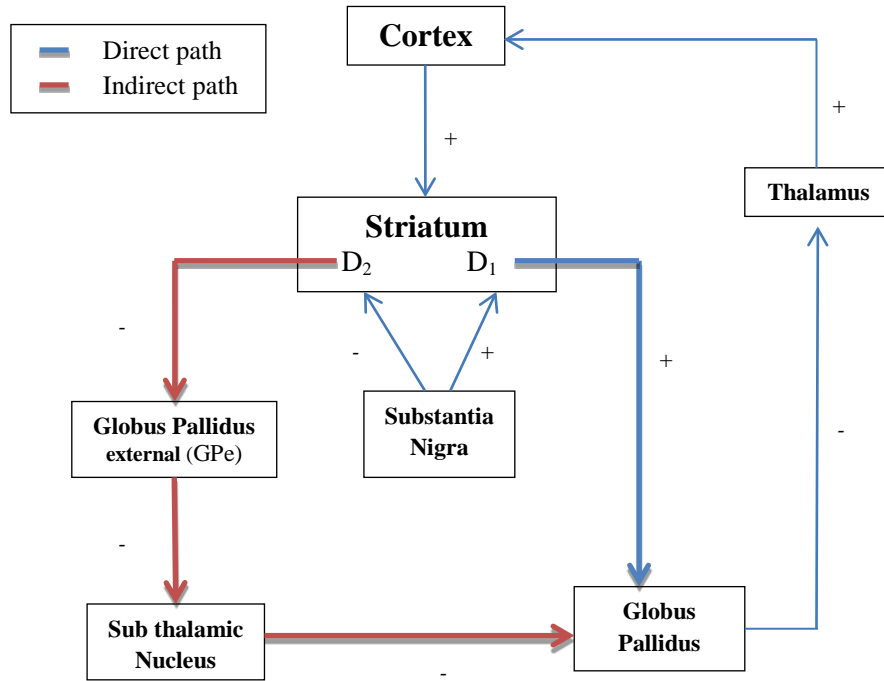 Cortex
Direct path
Indirect path
+
+
Thalamus
Striatum
D₂ D₁
-
-
+
+
Substantia
Nigra
Globus Pallidus
external (GPe)
-
-
Globus
Pallidus
Sub thalamic
Nucleus
-